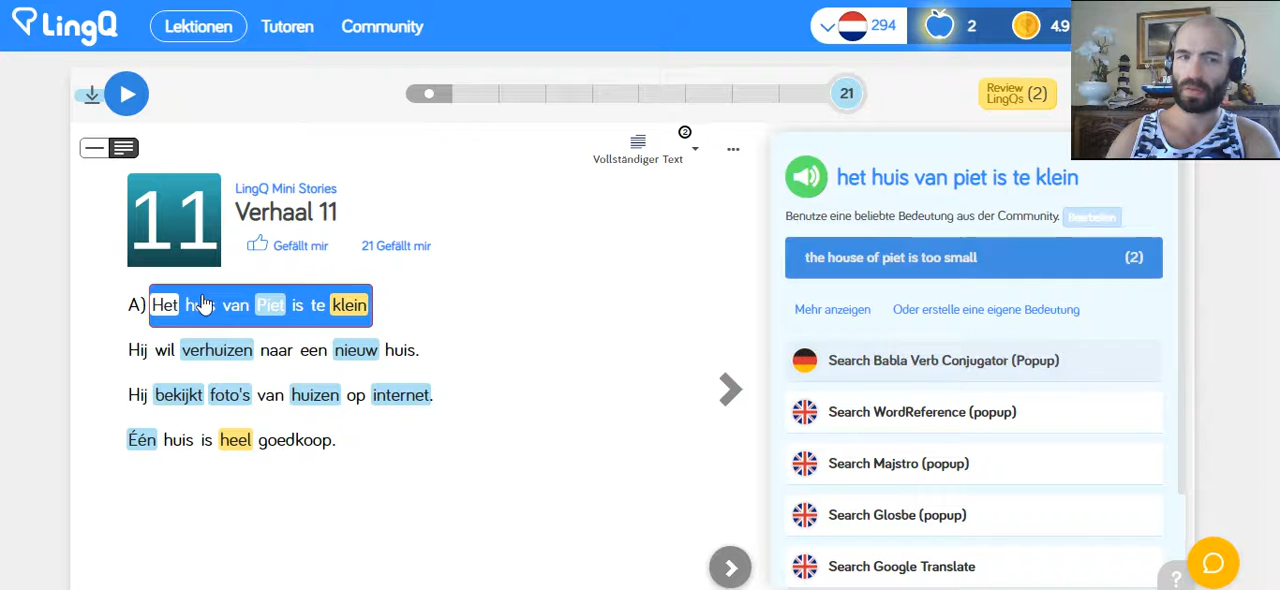 LingQ
Lektionen Tutoren Community
294 2 4.9
21
Review LingQs (2)
2
Vollständiger Text
11
LingQ Mini Stories
Verhaal 11
Gefällt mir 21 Gefällt mir
A) Het huis van Piet is te klein
Hij wil verhuizen naar een nieuw huis.
Hij bekijkt foto's van huizen op internet.
Één huis is heel goedkoop.
het huis van piet is te klein
Benutze eine beliebte Bedeutung aus der Community. Bearbeiten
the house of piet is too small (2)
Mehr anzeigen Oder erstelle eine eigene Bedeutung
Search Babla Verb Conjugator (Popup)
Search WordReference (popup)
Search Majstro (popup)
Search Glosbe (popup)
Search Google Translate
?